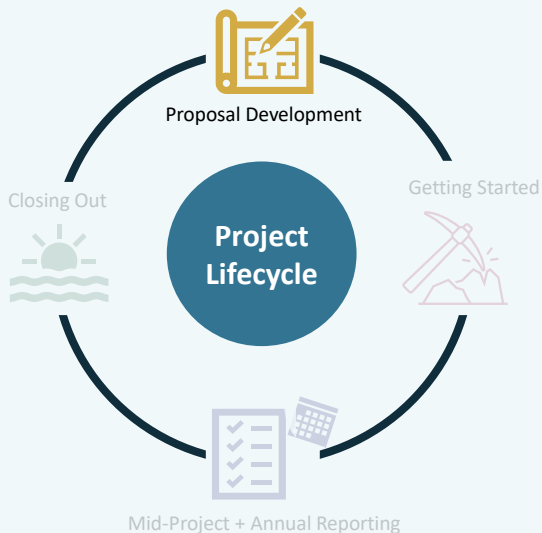 Proposal Development
Closing Out
Getting Started
Project
Lifecycle
Mid-Project + Annual Reporting